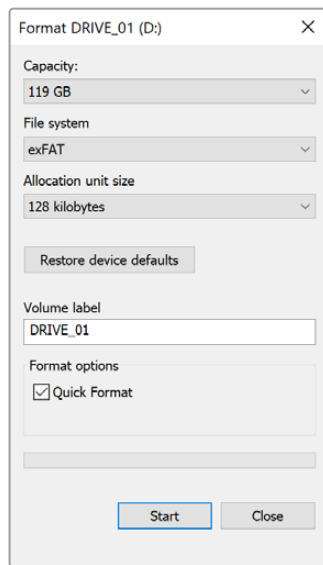 Format DRIVE_01 (D:)
Capacity:
119 GB
File system
exFAT
Allocation unit size
128 kilobytes
Restore device defaults
Volume label
DRIVE_01
Format options
Quick Format
Start Close